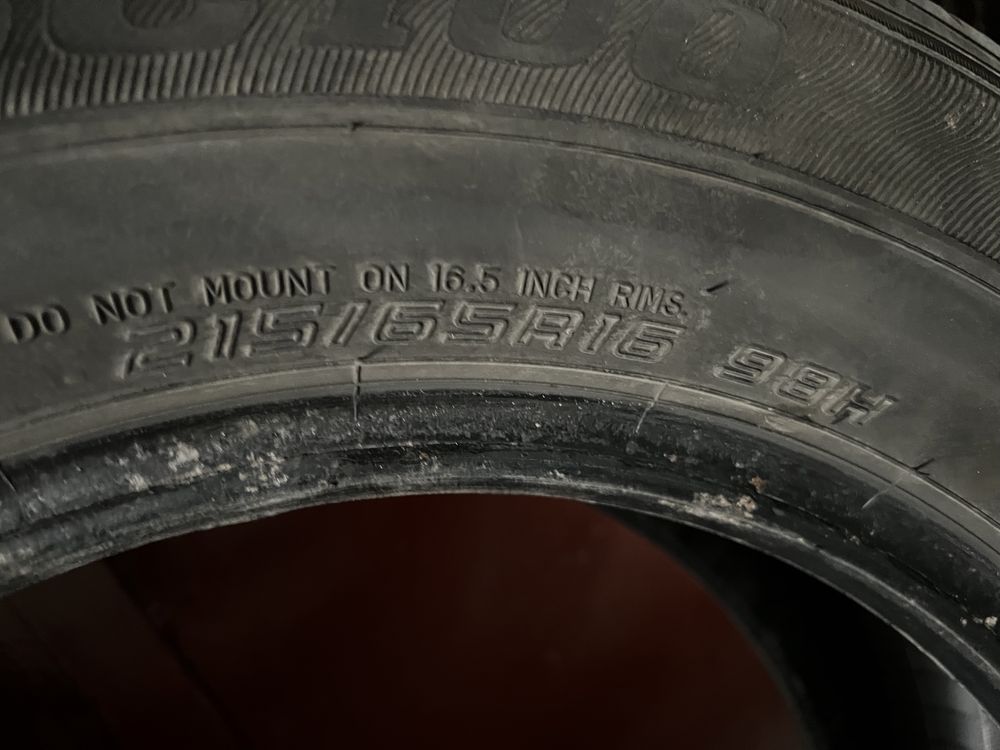 DO NOT MOUNT ON 16.5 INCH RIMS.
215/65R16 98H